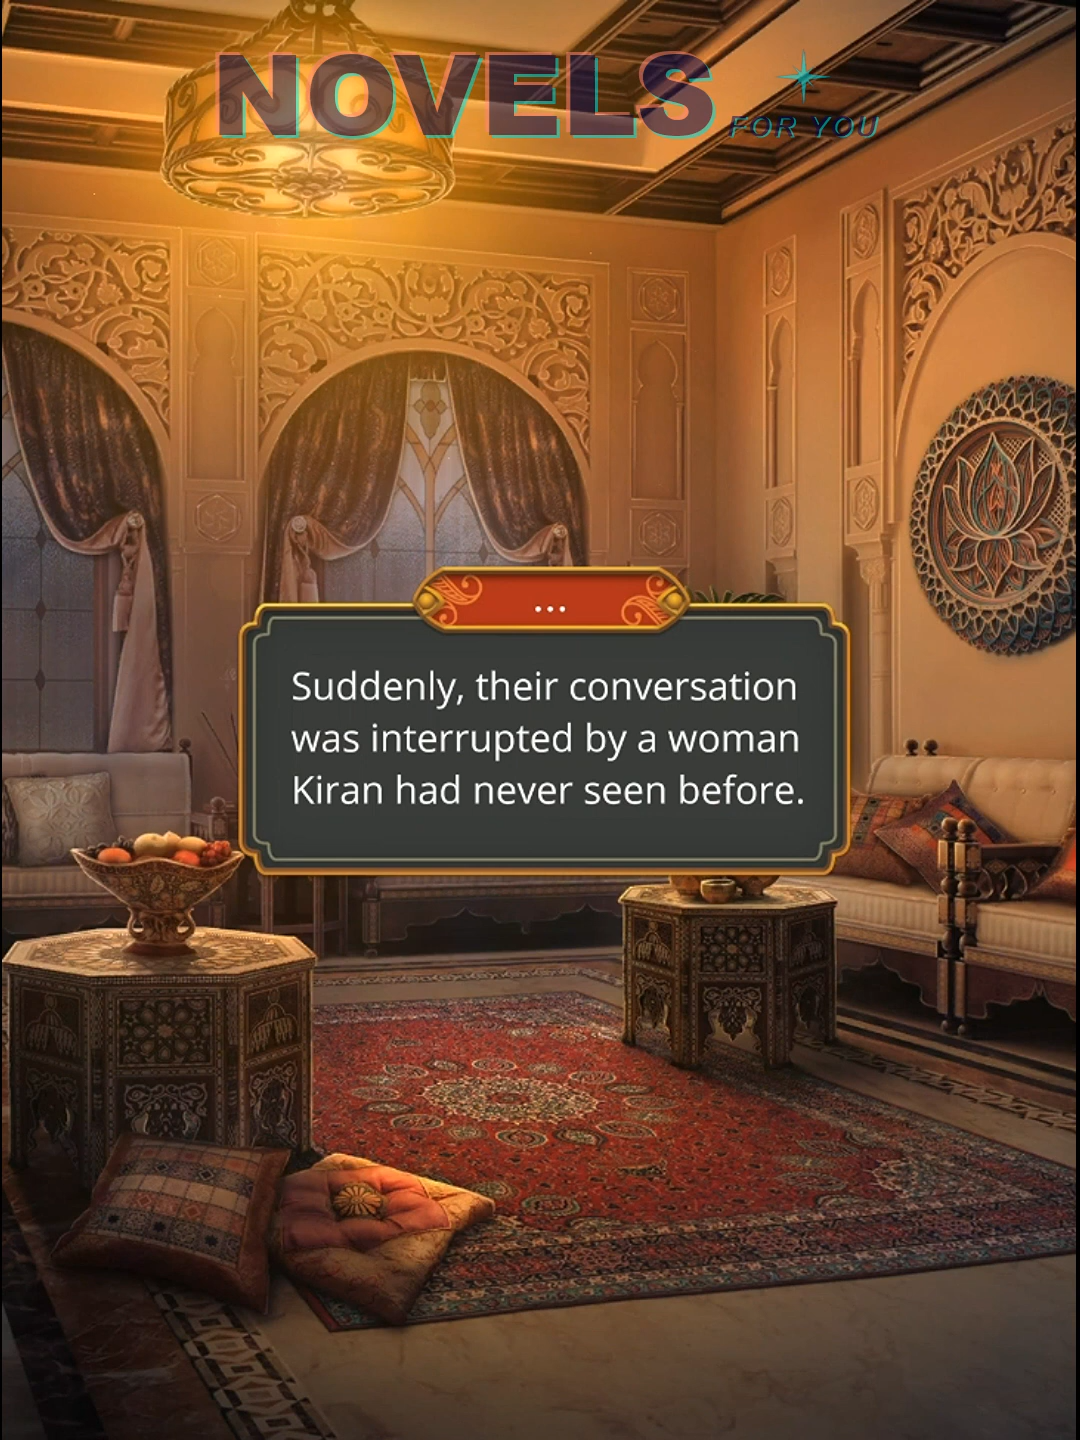 NOVELS
FOR YOU
...
Suddenly, their conversation
was interrupted by a woman
Kiran had never seen before.